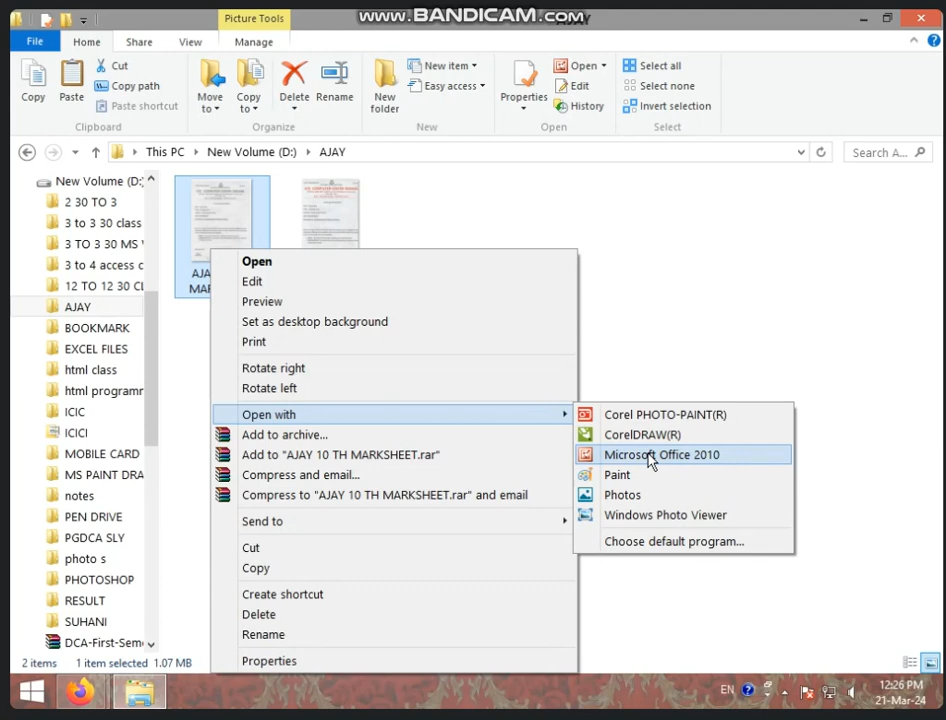 Picture Tools
www.BANDICAM.com
File
Home
Share
View
Manage
Copy
Paste
Cut
Copy path
Paste shortcut
Clipboard
Move to
Copy to
Delete
Rename
Organize
New folder
New item
Easy access
New
Properties
Open
Edit
History
Open
Select all
Select none
Invert selection
Select
This PC
New Volume (D:)
AJAY
Search A...
New Volume (D:
2 30 TO 3
3 to 3 30 class
3 TO 3 30 MS
3 to 4 access c
12 TO 12 30 CL
AJAY
BOOKMARK
EXCEL FILES
html class
html programm
ICIC
ICICI
MOBILE CARD
MS PAINT DRA
notes
PEN DRIVE
PGDCA SLY
photo s
PHOTOSHOP
RESULT
SUHANI
DCA-First-Sem
Open
Edit
Preview
Set as desktop background
Print
Rotate right
Rotate left
Open with
Add to archive...
Add to "AJAY 10 TH MARKSHEET.rar"
Compress and email...
Compress to "AJAY 10 TH MARKSHEET.rar" and email
Send to
Cut
Copy
Create shortcut
Delete
Rename
Properties
Corel PHOTO-PAINT(R)
CorelDRAW(R)
Microsoft Office 2010
Paint
Photos
Windows Photo Viewer
Choose default program...
2 items
1 item selected 1.07 MB
EN
12:26 PM
21-Mar-24